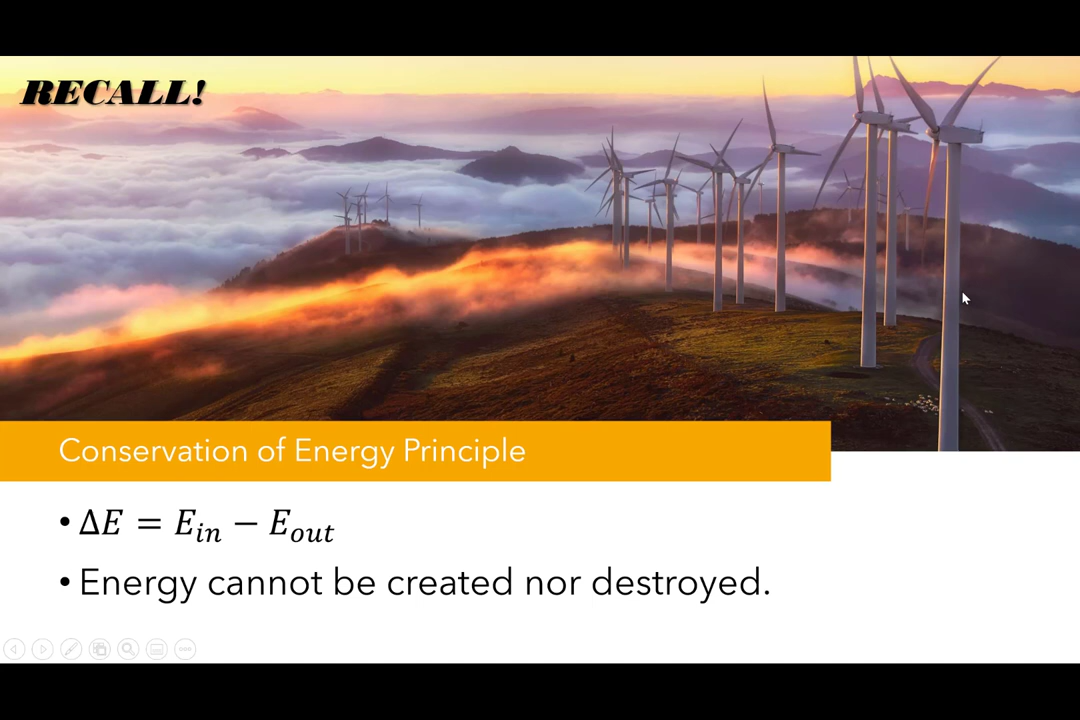 RECALL!
Conservation of Energy Principle
• ΔE = E_in − E_out
• Energy cannot be created nor destroyed.